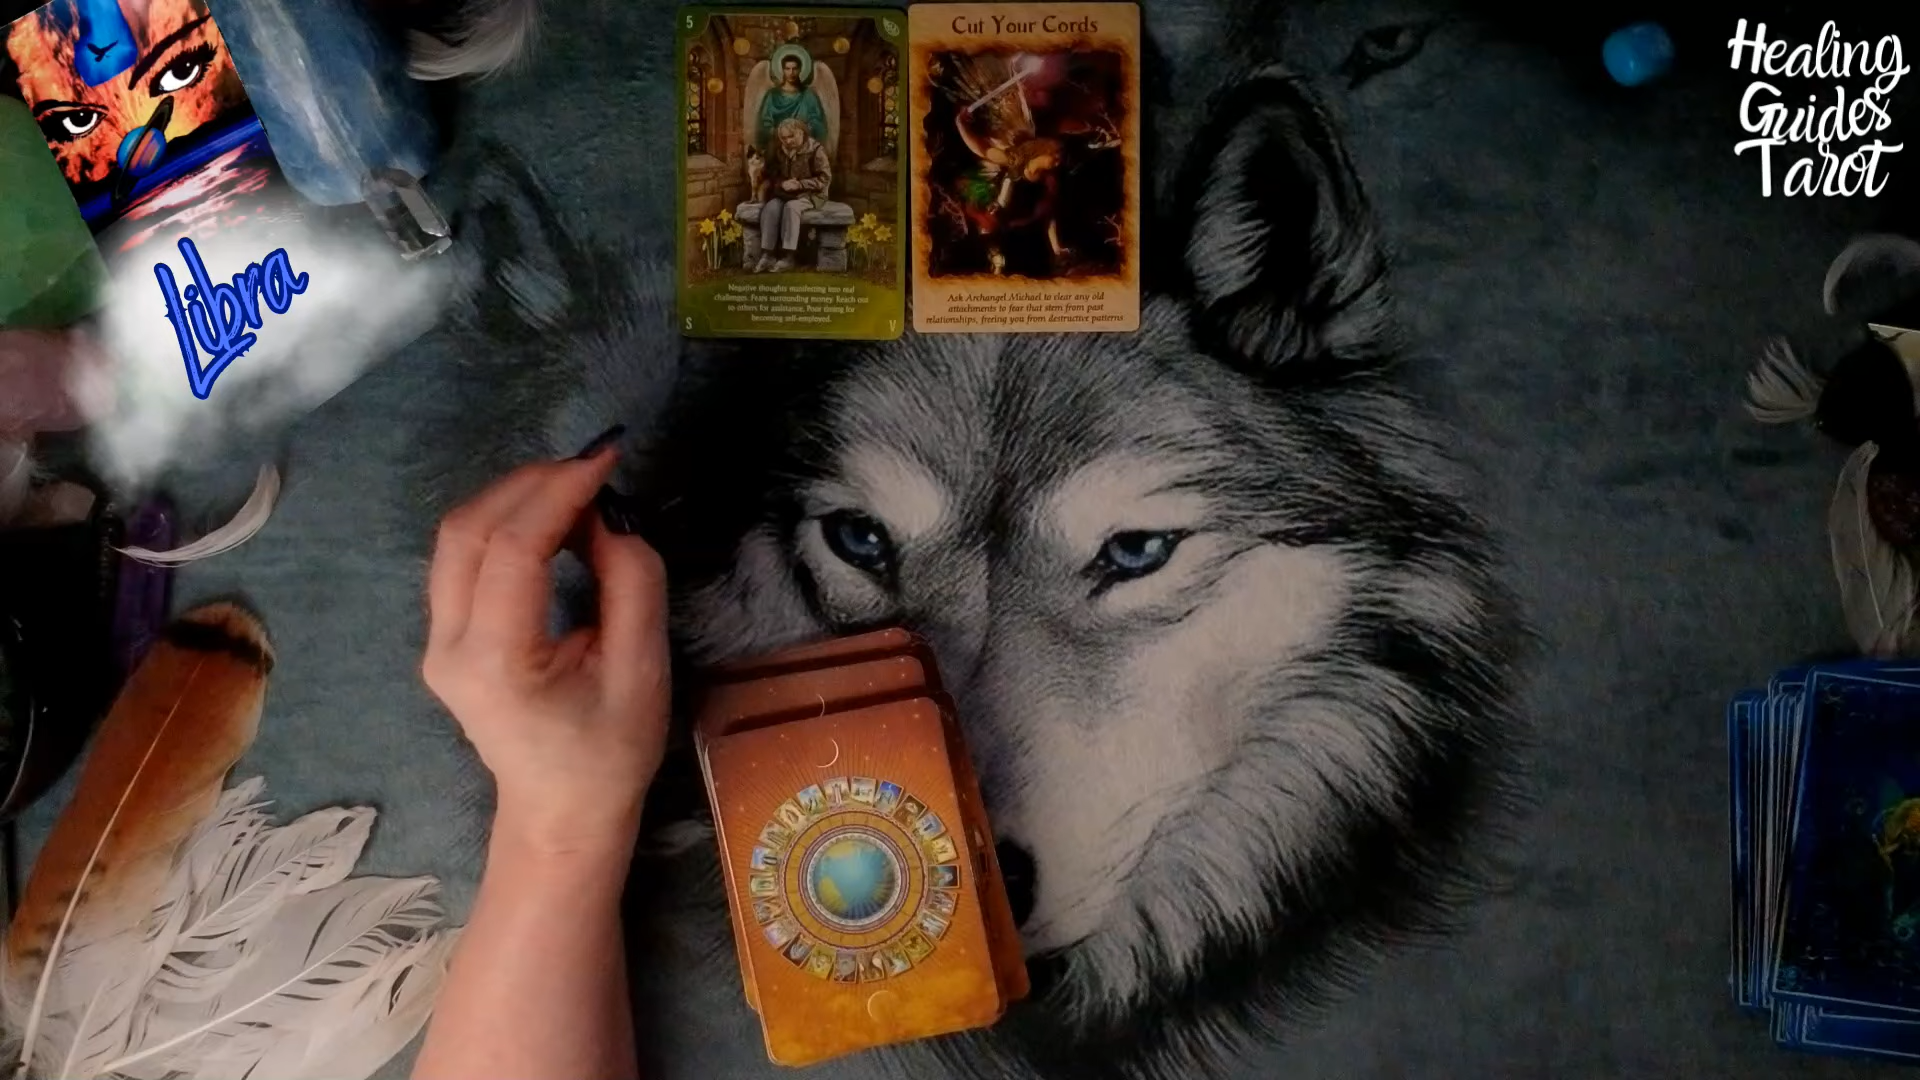 Libra
5
Negative thoughts manifesting into real
challenges. Fears surrounding money. Reach out
to others for assistance. Poor timing for
becoming self-employed.
S
V
Cut Your Cords
Ask Archangel Michael to clear any old
attachments to fear that stem from past
relationships, freeing you from destructive patterns
Healing
Guides
Tarot